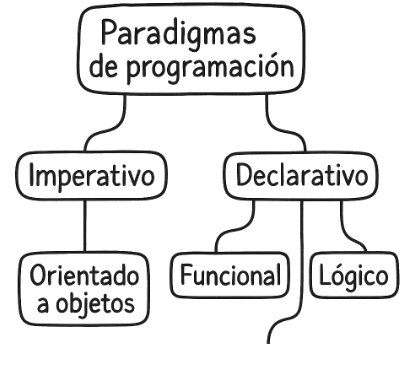 Paradigmas
de programación
Imperativo
Declarativo
Orientado
a objetos
Funcional
Lógico